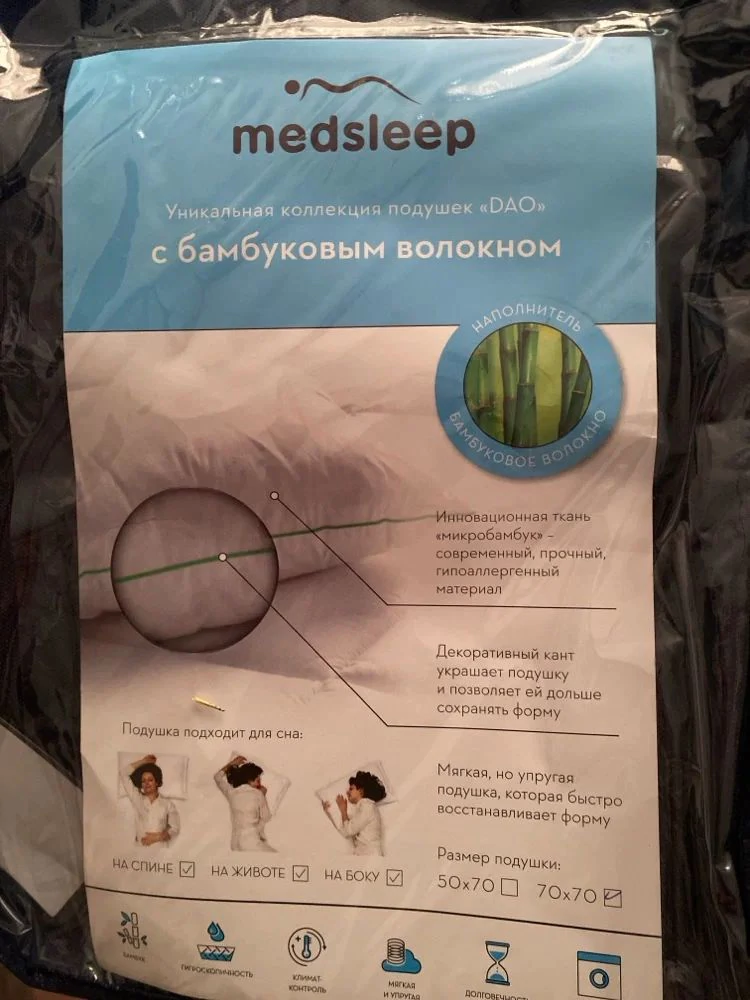 medsleep
Уникальная коллекция подушек «DAO»
с бамбуковым волокном
НАПОЛНИТЕЛЬ
БАМБУКОВОЕ ВОЛОКНО
Инновационная ткань
«микробамбук» –
современный, прочный,
гипоаллергенный
материал
Декоративный кант
украшает подушку
и позволяет ей дольше
сохранять форму
Подушка подходит для сна:
НА СПИНЕ
НА ЖИВОТЕ
НА БОКУ
Мягкая, но упругая
подушка, которая быстро
восстанавливает форму
Размер подушки:
50x70 70x70
БАМБУК
ГИГРОСКОПИЧНОСТЬ
КЛИМАТ-
КОНТРОЛЬ
МЯГКАЯ
И УПРУГАЯ
ДОЛГОВЕЧНОСТЬ